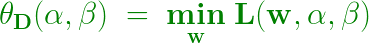 θ_D(α, β) = min_w L(w, α, β)